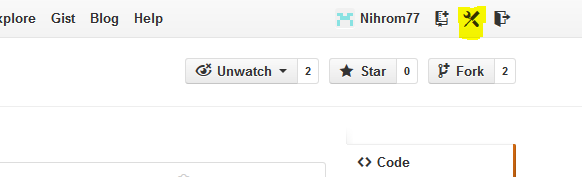 xplore Gist Blog Help Nihrom77
Unwatch 2 Star 0 Fork 2
Code